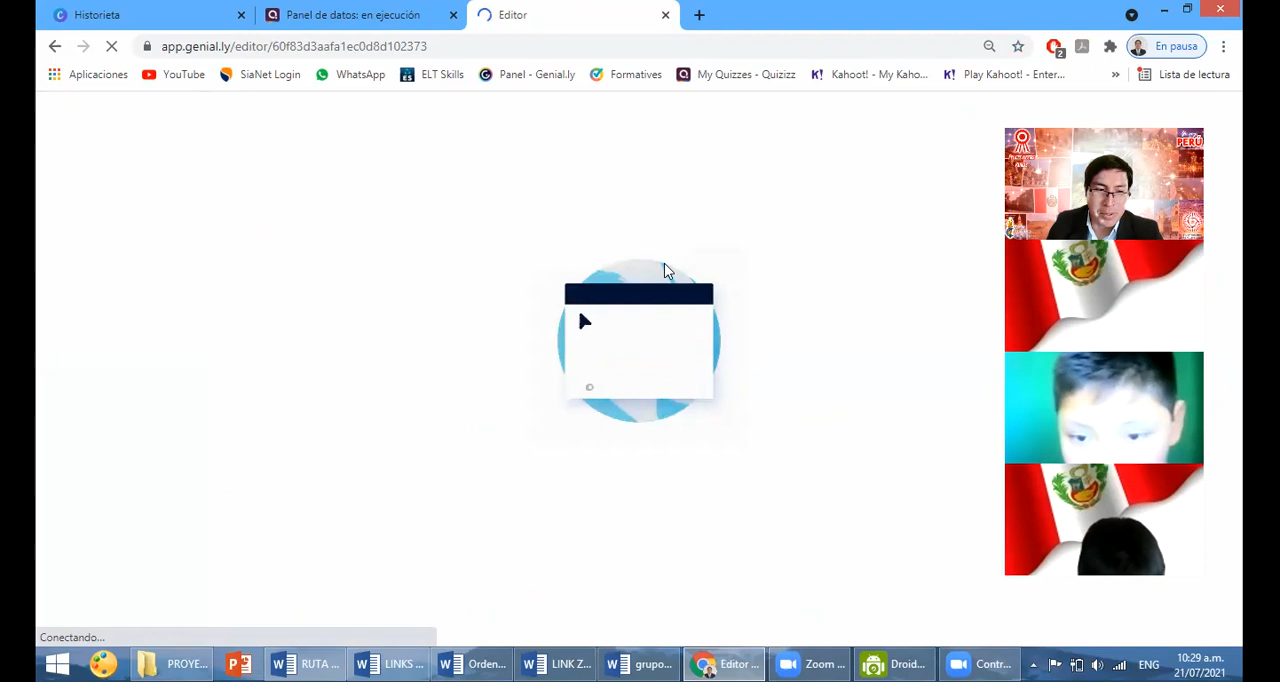 Historieta
Panel de datos: en ejecución
Editor
app.genial.ly/editor/60f83d3aafa1ec0d8d102373
2
En pausa
Aplicaciones
YouTube
SiaNet Login
WhatsApp
ES
ELT Skills
Panel - Genial.ly
Formatives
My Quizzes - Quizizz
K! Kahoot! - My Kaho...
K! Play Kahoot! - Enter...
»
Lista de lectura
PERÚ
Conectando...
PROYE...
RUTA ...
LINKS ...
Orden...
LINK Z...
grupo...
Editor ...
Zoom ...
Droid...
Contr...
ENG
10:29 a.m.
21/07/2021